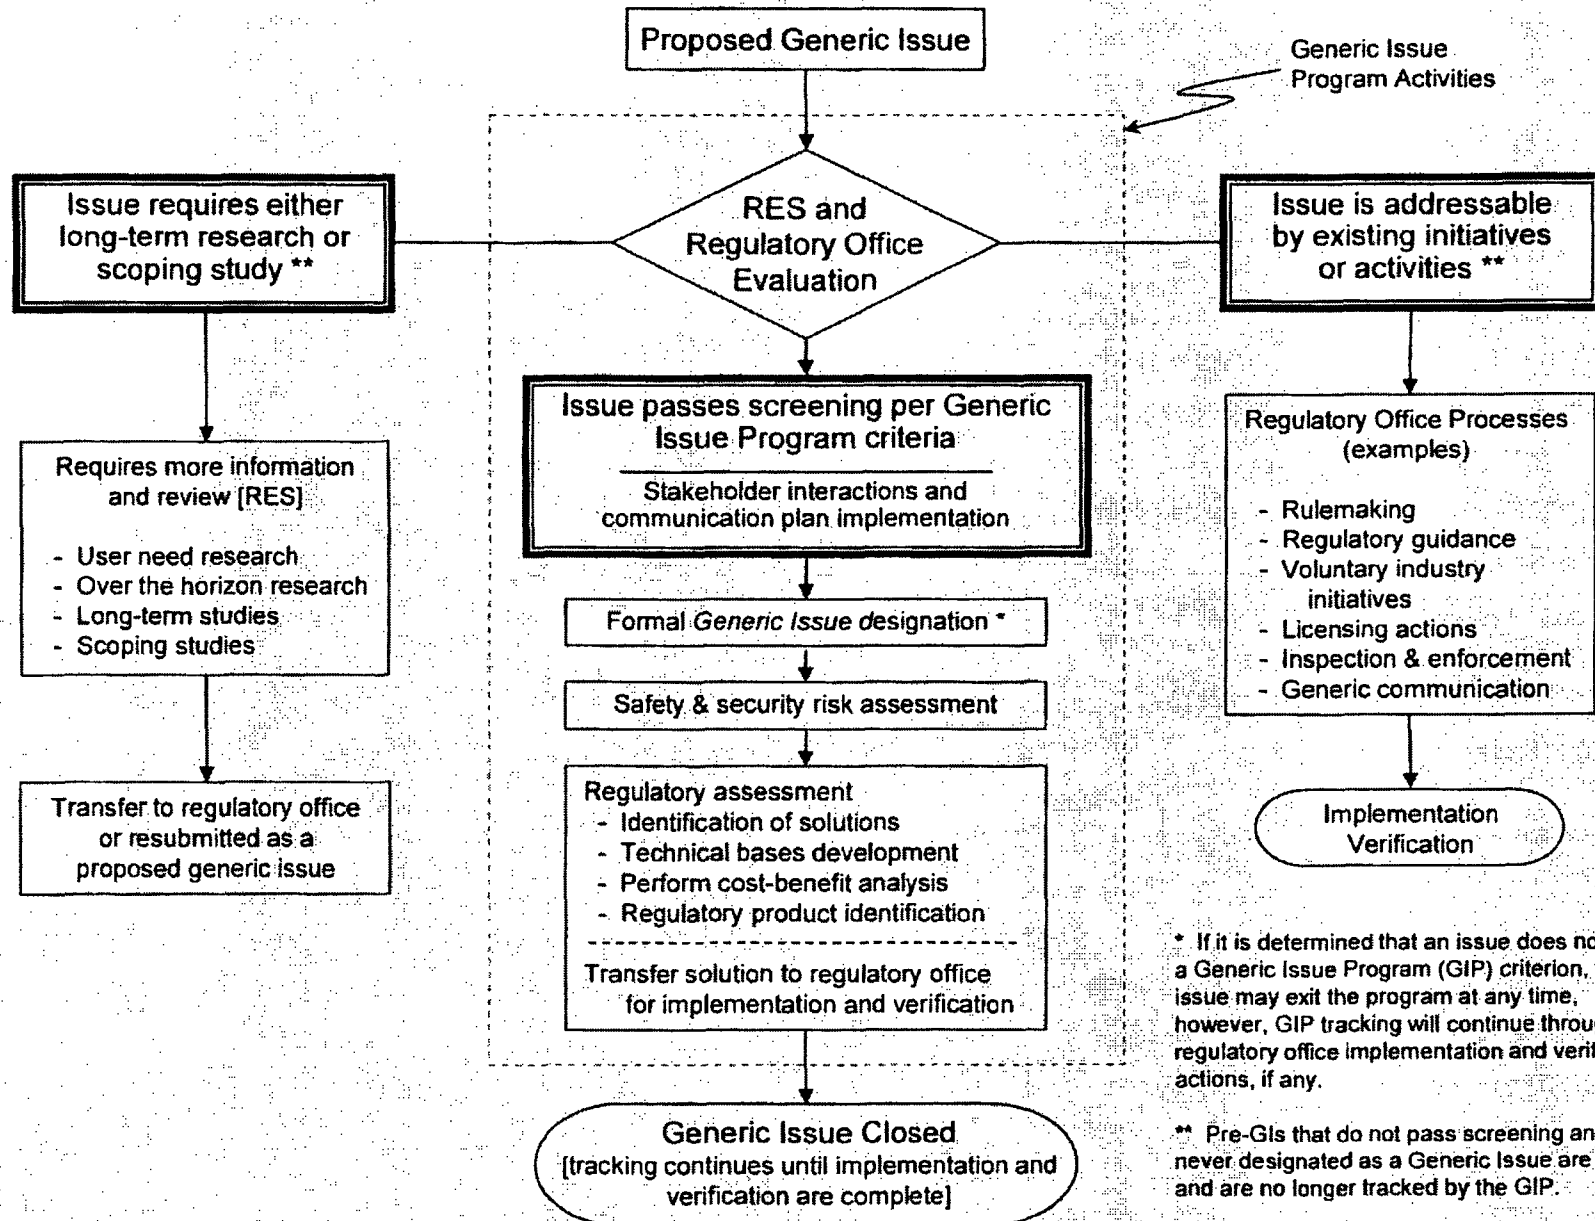 Proposed Generic Issue
Generic Issue
Program Activities
Issue requires either
long-term research or
scoping study **
RES and
Regulatory Office
Evaluation
Issue is addressable
by existing initiatives
or activities **
Issue passes screening per Generic
Issue Program criteria
Stakeholder interactions and
communication plan implementation
Requires more information
and review [RES]
- User need research
- Over the horizon research
- Long-term studies
- Scoping studies
Regulatory Office Processes
(examples)
- Rulemaking
- Regulatory guidance
- Voluntary industry
initiatives
- Licensing actions
- Inspection & enforcement
- Generic communication
Formal Generic Issue designation *
Safety & security risk assessment
Transfer to regulatory office
or resubmitted as a
proposed generic issue
Regulatory assessment
- Identification of solutions
- Technical bases development
- Perform cost-benefit analysis
- Regulatory product identification
Transfer solution to regulatory office
for implementation and verification
Implementation
Verification
Generic Issue Closed
[tracking continues until implementation and
verification are complete]
* If it is determined that an issue does
a Generic Issue Program (GIP) criterion,
issue may exit the program at any time,
however, GIP tracking will continue
regulatory office implementation and
actions, if any.
** Pre-GIs that do not pass screening
never designated as a Generic Issue are
and are no longer tracked by the GIP.